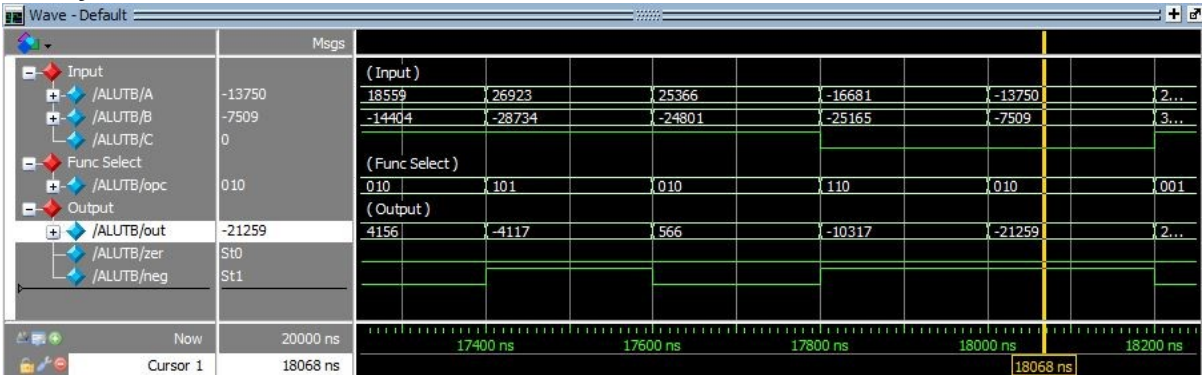 Wave - Default
Msgs
Input (Input)
/ALUTB/A -13750 18559 26923 25366 -16681 -13750 2...
/ALUTB/B -7509 -14404 -28734 -24801 -25165 -7509 3...
/ALUTB/C 0
Func Select (Func Select)
/ALUTB/opc 010 010 101 010 110 010 001
Output (Output)
/ALUTB/out -21259 4156 -4117 566 -10317 -21259 2...
/ALUTB/zer St0
/ALUTB/neg St1
Now 20000 ns 17400 ns 17600 ns 17800 ns 18000 ns 18200 ns
Cursor 1 18068 ns 18068 ns